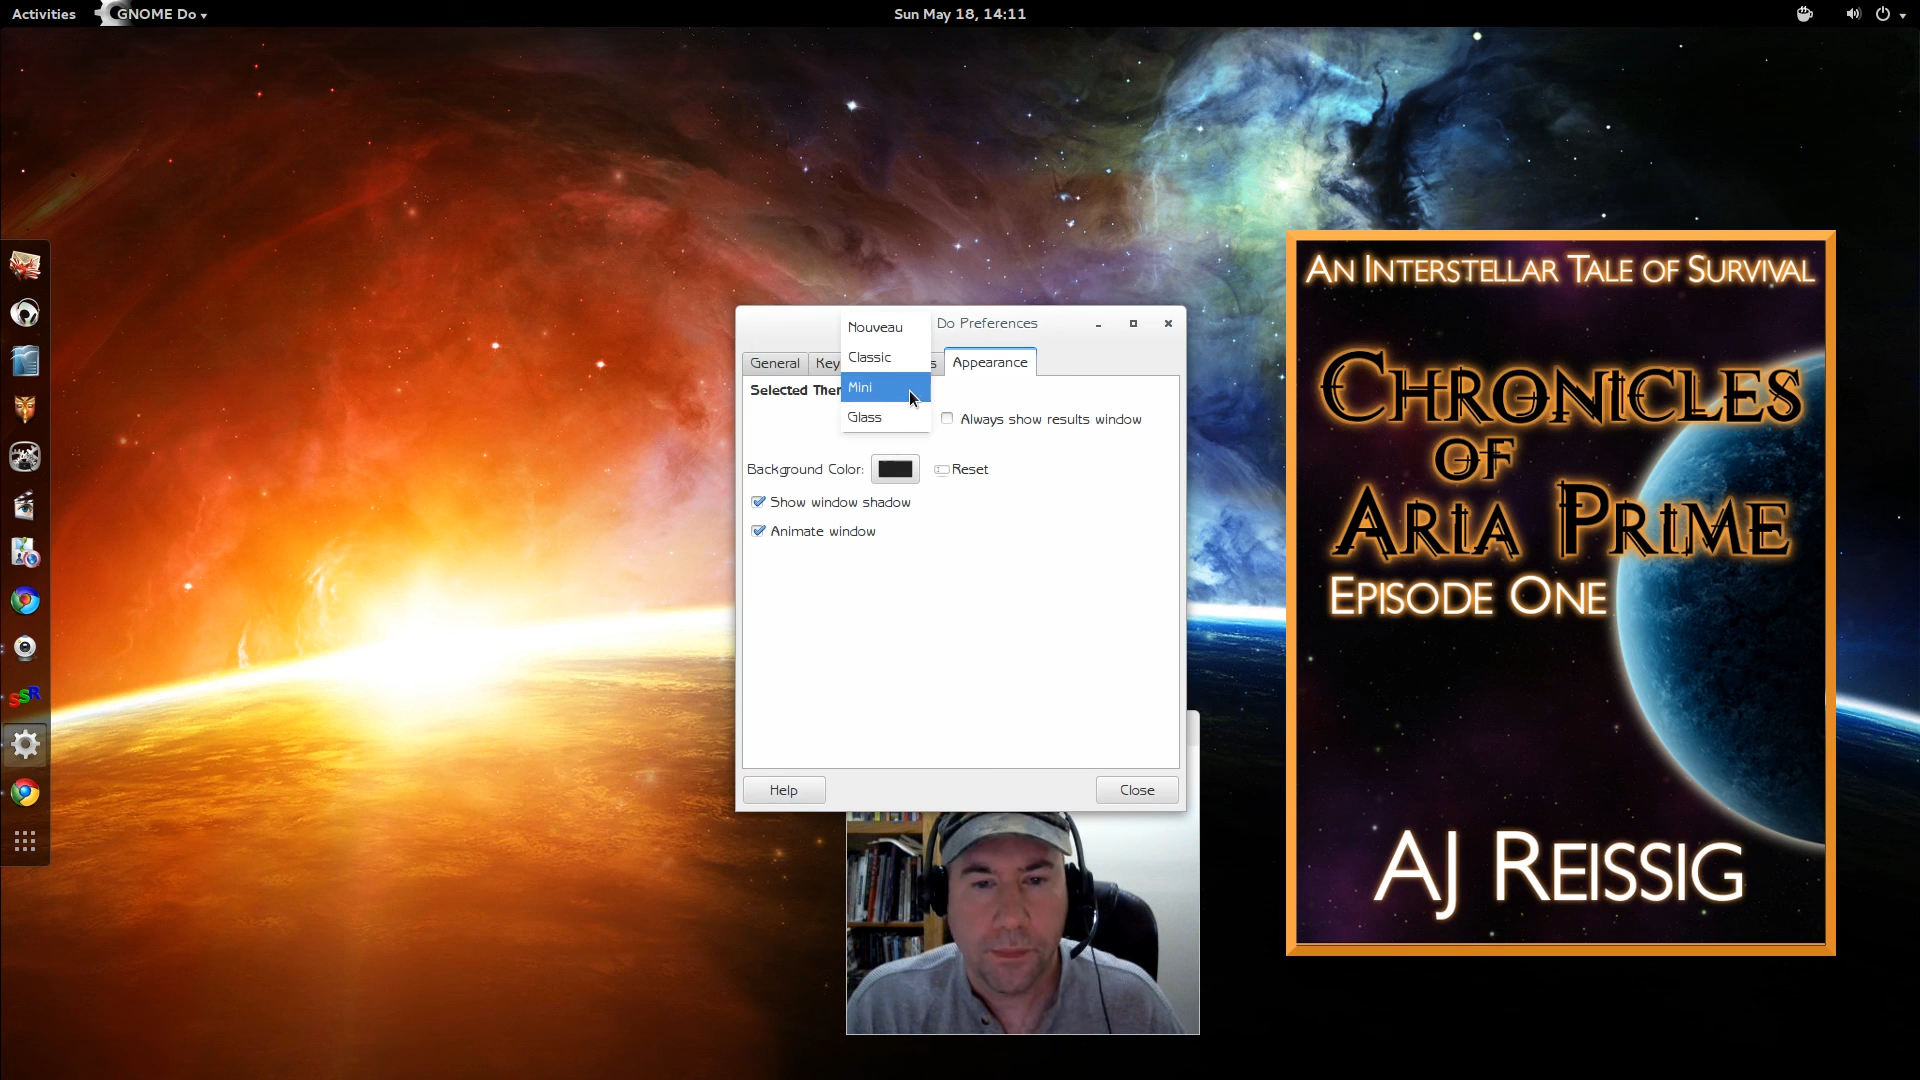 Activities
GNOME Do
Sun May 18, 14:11
Do Preferences
Nouveau
Classic
Mini
Glass
General
Key
s
Appearance
Selected Ther
Always show results window
Background Color:
Reset
Show window shadow
Animate window
Help
Close
SSR
AN INTERSTELLAR TALE OF SURVIVAL
CHRONICLES
OF
ARIA PRIME
EPISODE ONE
AJ REISSIG